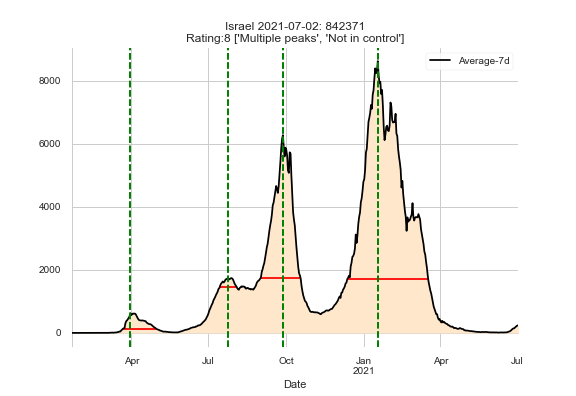 Israel 2021-07-02: 842371
Rating:8 ['Multiple peaks', 'Not in control']
Average-7d
8000
6000
4000
2000
0
Apr
Jul
Oct
Jan
2021
Apr
Jul
Date